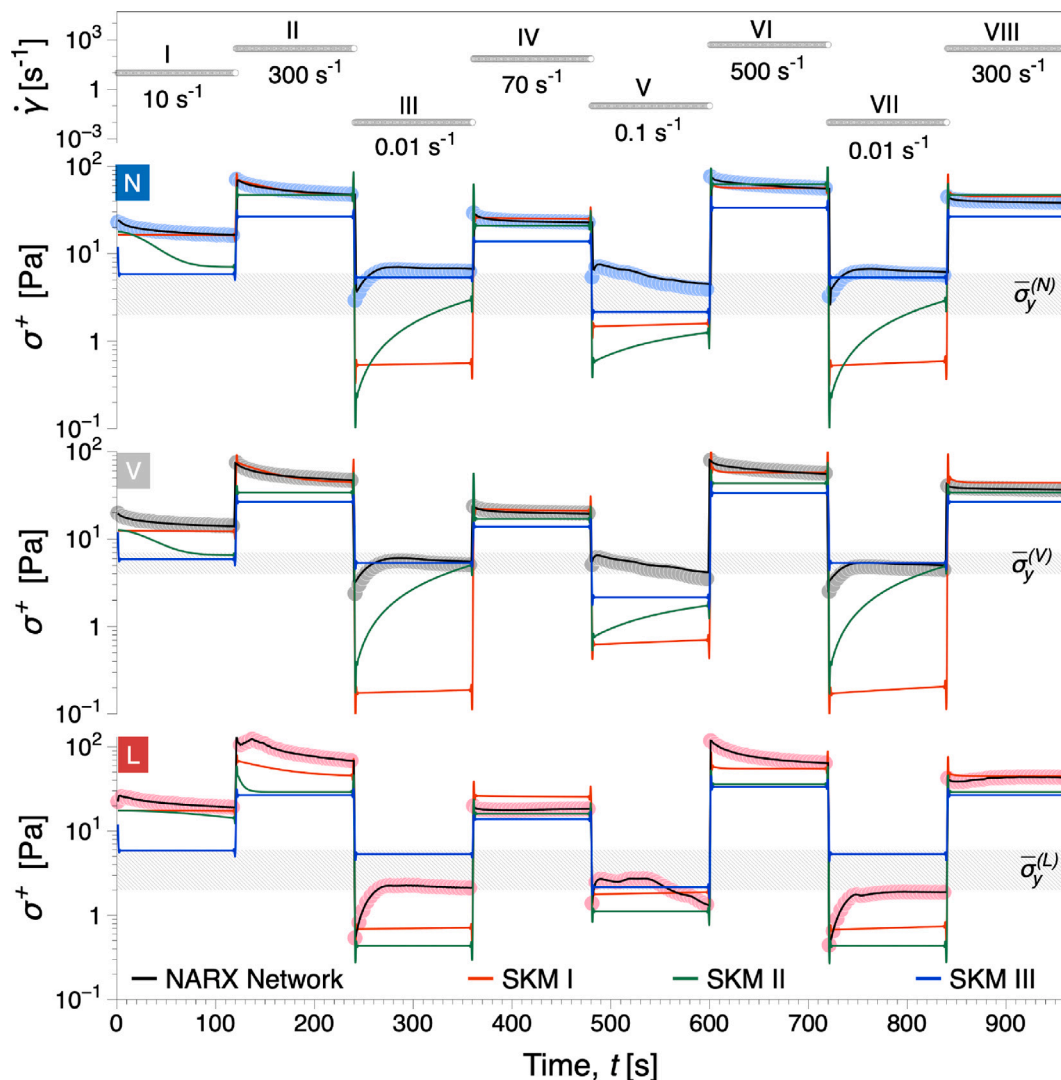 10³
γ̇ [s⁻¹]
1
10⁻³
I
10 s⁻¹
II
300 s⁻¹
III
0.01 s⁻¹
IV
70 s⁻¹
V
0.1 s⁻¹
VI
500 s⁻¹
VII
0.01 s⁻¹
VIII
300 s⁻¹
N
10²
10
1
10⁻¹
σ⁺ [Pa]
σ̅y(N)
V
10²
10
1
10⁻¹
σ⁺ [Pa]
σ̅y(V)
L
10²
10
1
10⁻¹
σ⁺ [Pa]
σ̅y(L)
NARX Network SKM I SKM II SKM III
0 100 200 300 400 500 600 700 800 900
Time, t [s]